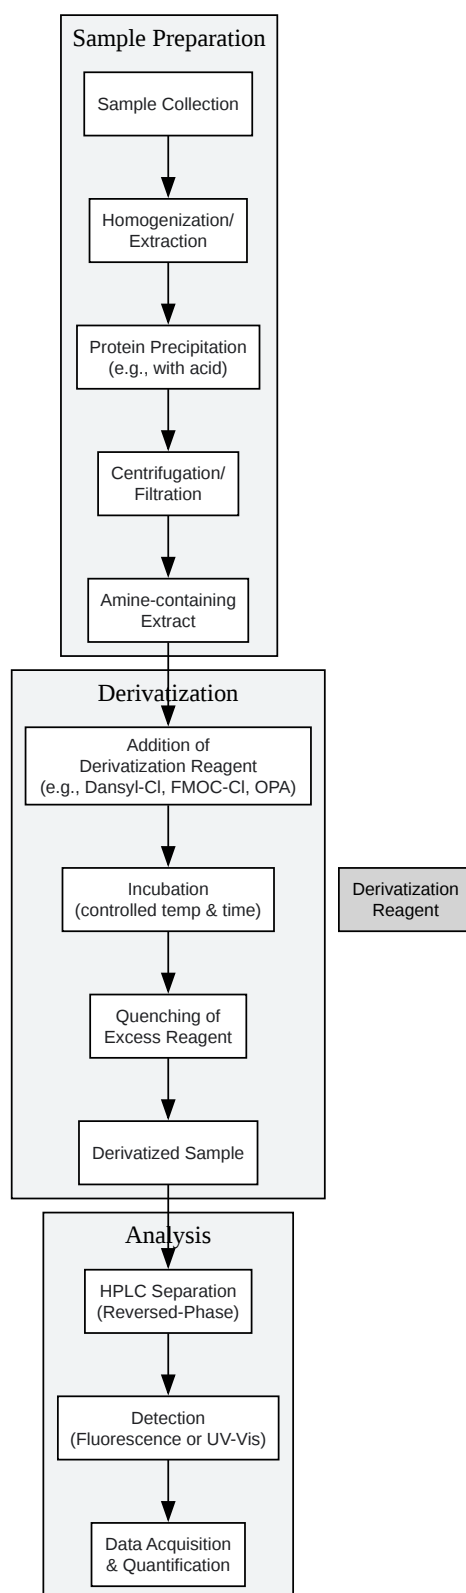 Sample Preparation
Sample Collection
Homogenization/
Extraction
Protein Precipitation
(e.g., with acid)
Centrifugation/
Filtration
Amine-containing
Extract
Derivatization
Addition of
Derivatization Reagent
(e.g., Dansyl-Cl, FMOC-Cl, OPA)
Incubation
(controlled temp & time)
Derivatization
Reagent
Quenching of
Excess Reagent
Derivatized Sample
Analysis
HPLC Separation
(Reversed-Phase)
Detection
(Fluorescence or UV-Vis)
Data Acquisition
& Quantification